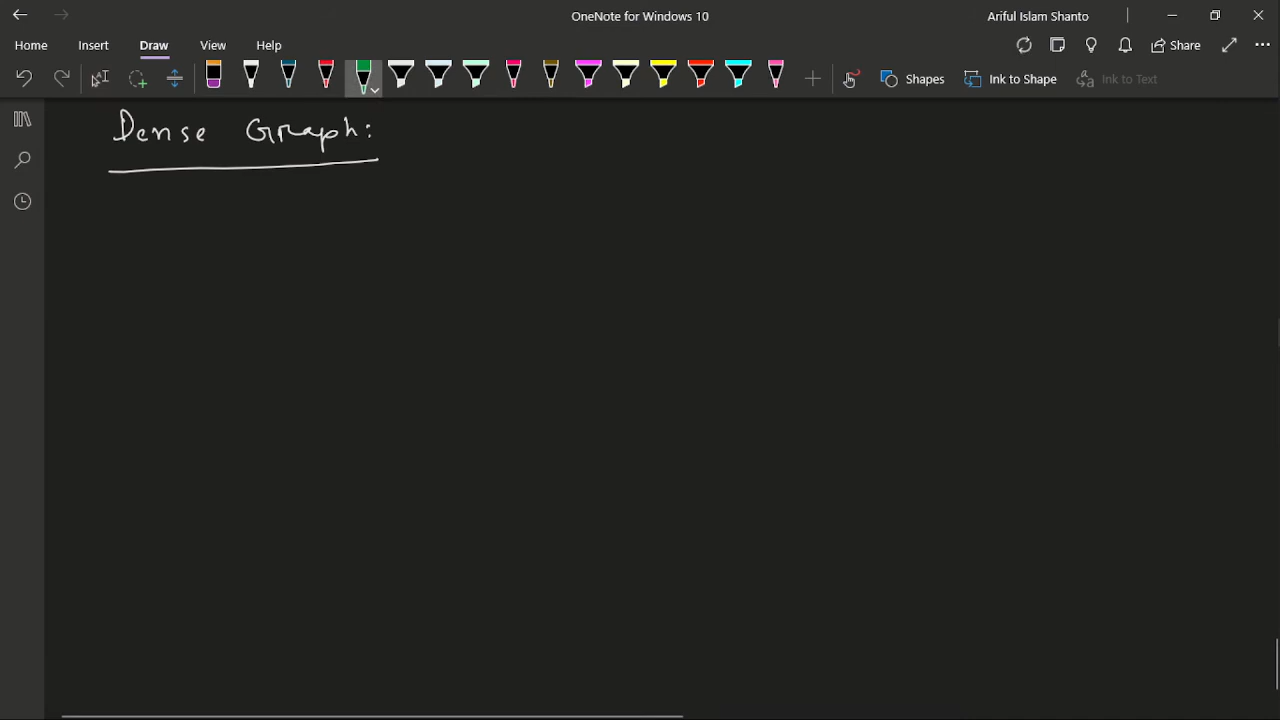 OneNote for Windows 10
Ariful Islam Shanto
Home Insert Draw View Help
Share
Shapes Ink to Shape Ink to Text
Dense Graph: